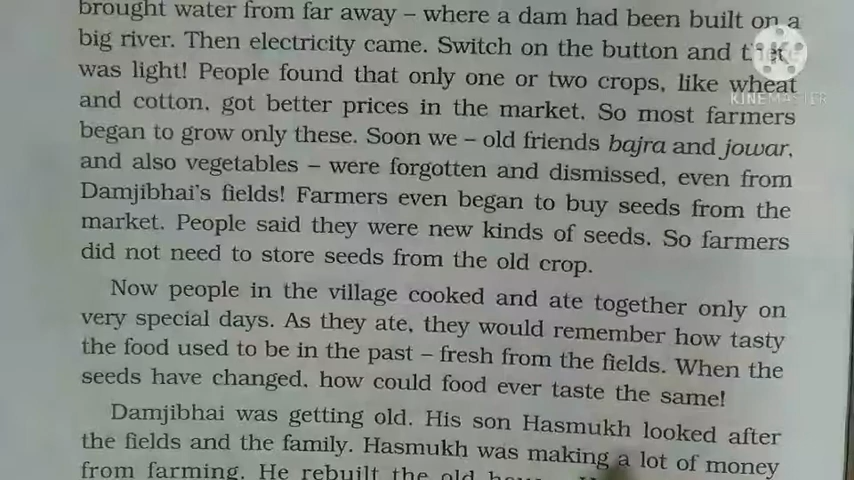 brought water from far away – where a dam had been built on a
big river. Then electricity came. Switch on the button and
was light! People found that only one or two crops, like wheat
and cotton, got better prices in the market. So most farmers
began to grow only these. Soon we – old friends bajra and jowar,
and also vegetables – were forgotten and dismissed, even from
Damjibhai's fields! Farmers even began to buy seeds from the
market. People said they were new kinds of seeds. So farmers
did not need to store seeds from the old crop.
Now people in the village cooked and ate together only on
very special days. As they ate, they would remember how tasty
the food used to be in the past – fresh from the fields. When the
seeds have changed, how could food ever taste the same!
Damjibhai was getting old. His son Hasmukh looked after
the fields and the family. Hasmukh was making a lot of money
from farming. He rebuilt the old
KINEMASTER